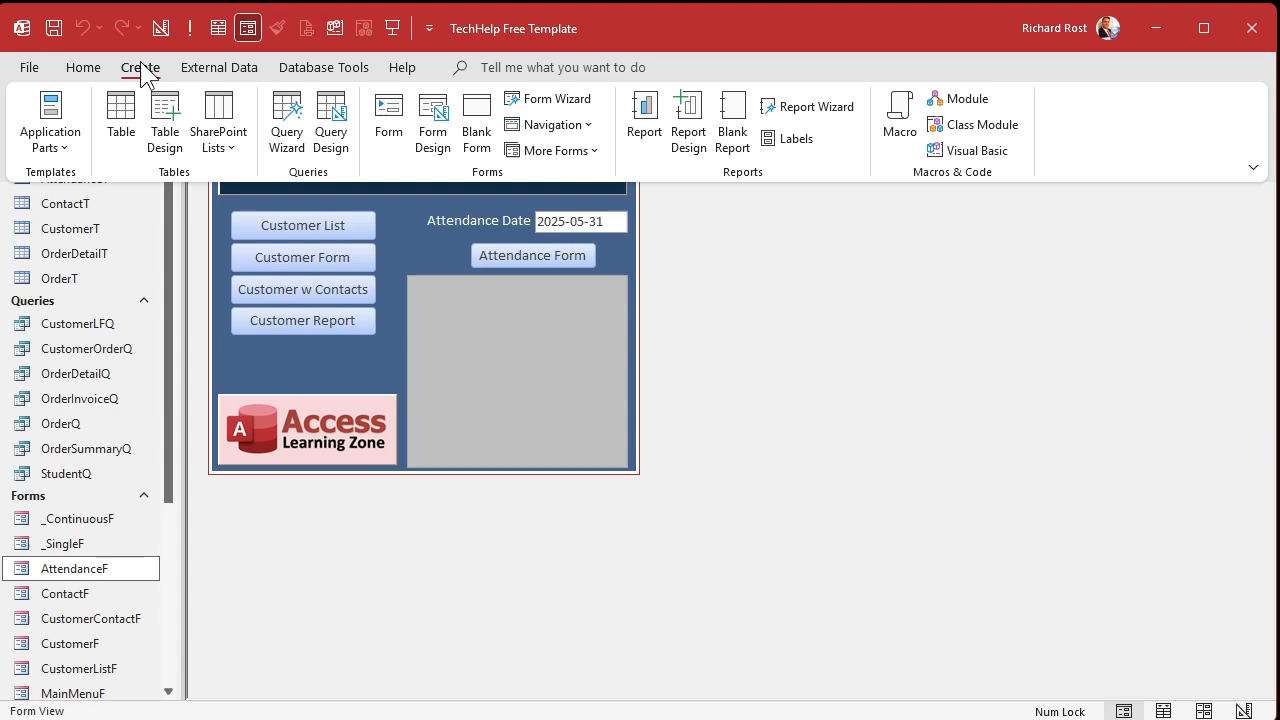 TechHelp Free Template
Richard Rost
File
Home
Create
External Data
Database Tools
Help
Tell me what you want to do
Application Parts
Table
Table Design
SharePoint Lists
Query Wizard
Query Design
Form
Form Design
Blank Form
Form Wizard
Navigation
More Forms
Report
Report Design
Blank Report
Report Wizard
Labels
Macro
Module
Class Module
Visual Basic
Templates
Tables
Queries
Forms
Reports
Macros & Code
ContactT
CustomerT
OrderDetailT
OrderT
Queries
CustomerLFQ
CustomerOrderQ
OrderDetailQ
OrderInvoiceQ
OrderQ
OrderSummaryQ
StudentQ
Forms
_ContinuousF
_SingleF
AttendanceF
ContactF
CustomerContactF
CustomerF
CustomerListF
MainMenuF
Customer List
Customer Form
Customer w Contacts
Customer Report
Attendance Date 2025-05-31
Attendance Form
A Access
Learning Zone
Form View
Num Lock